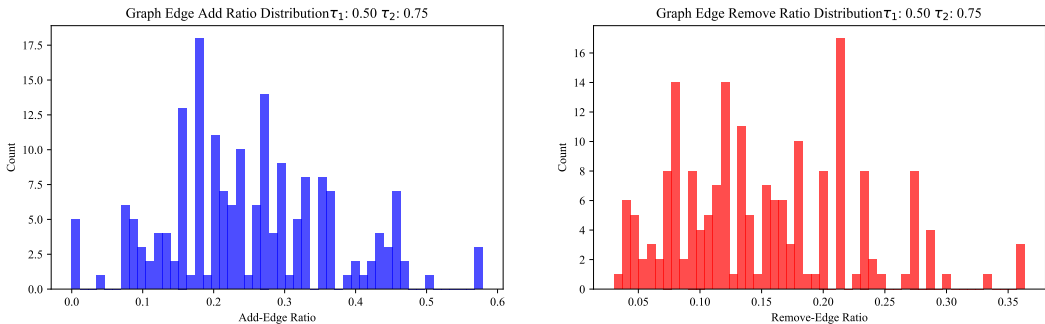 Graph Edge Add Ratio Distributionτ1: 0.50 τ2: 0.75
17.5
15.0
12.5
10.0
7.5
5.0
2.5
0.0
Count
0.0 0.1 0.2 0.3 0.4 0.5 0.6
Add-Edge Ratio
Graph Edge Remove Ratio Distributionτ1: 0.50 τ2: 0.75
16
14
12
10
8
6
4
2
0
Count
0.05 0.10 0.15 0.20 0.25 0.30 0.35
Remove-Edge Ratio